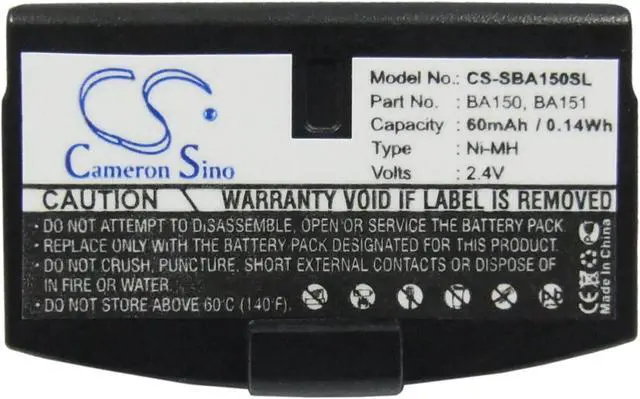 CS
Cameron Sino
Model No.: CS-SBA150SL
Part No. : BA150, BA151
Capacity : 60mAh / 0.14Wh
Type : Ni-MH
Volts : 2.4V
CAUTION WARRANTY VOID IF LABEL IS REMOVED
• DO NOT ATTEMPT TO DISASSEMBLE, OPEN OR SERVICE THE BATTERY PACK.
• REPLACE ONLY WITH THE BATTERY PACK DESIGNATED FOR THIS PRODUCT.
• DO NOT CRUSH, PUNCTURE, SHORT EXTERNAL CONTACTS OR DISPOSE OF
IN FIRE OR WATER.
• DO NOT STORE ABOVE 60°C (140°F).
CE